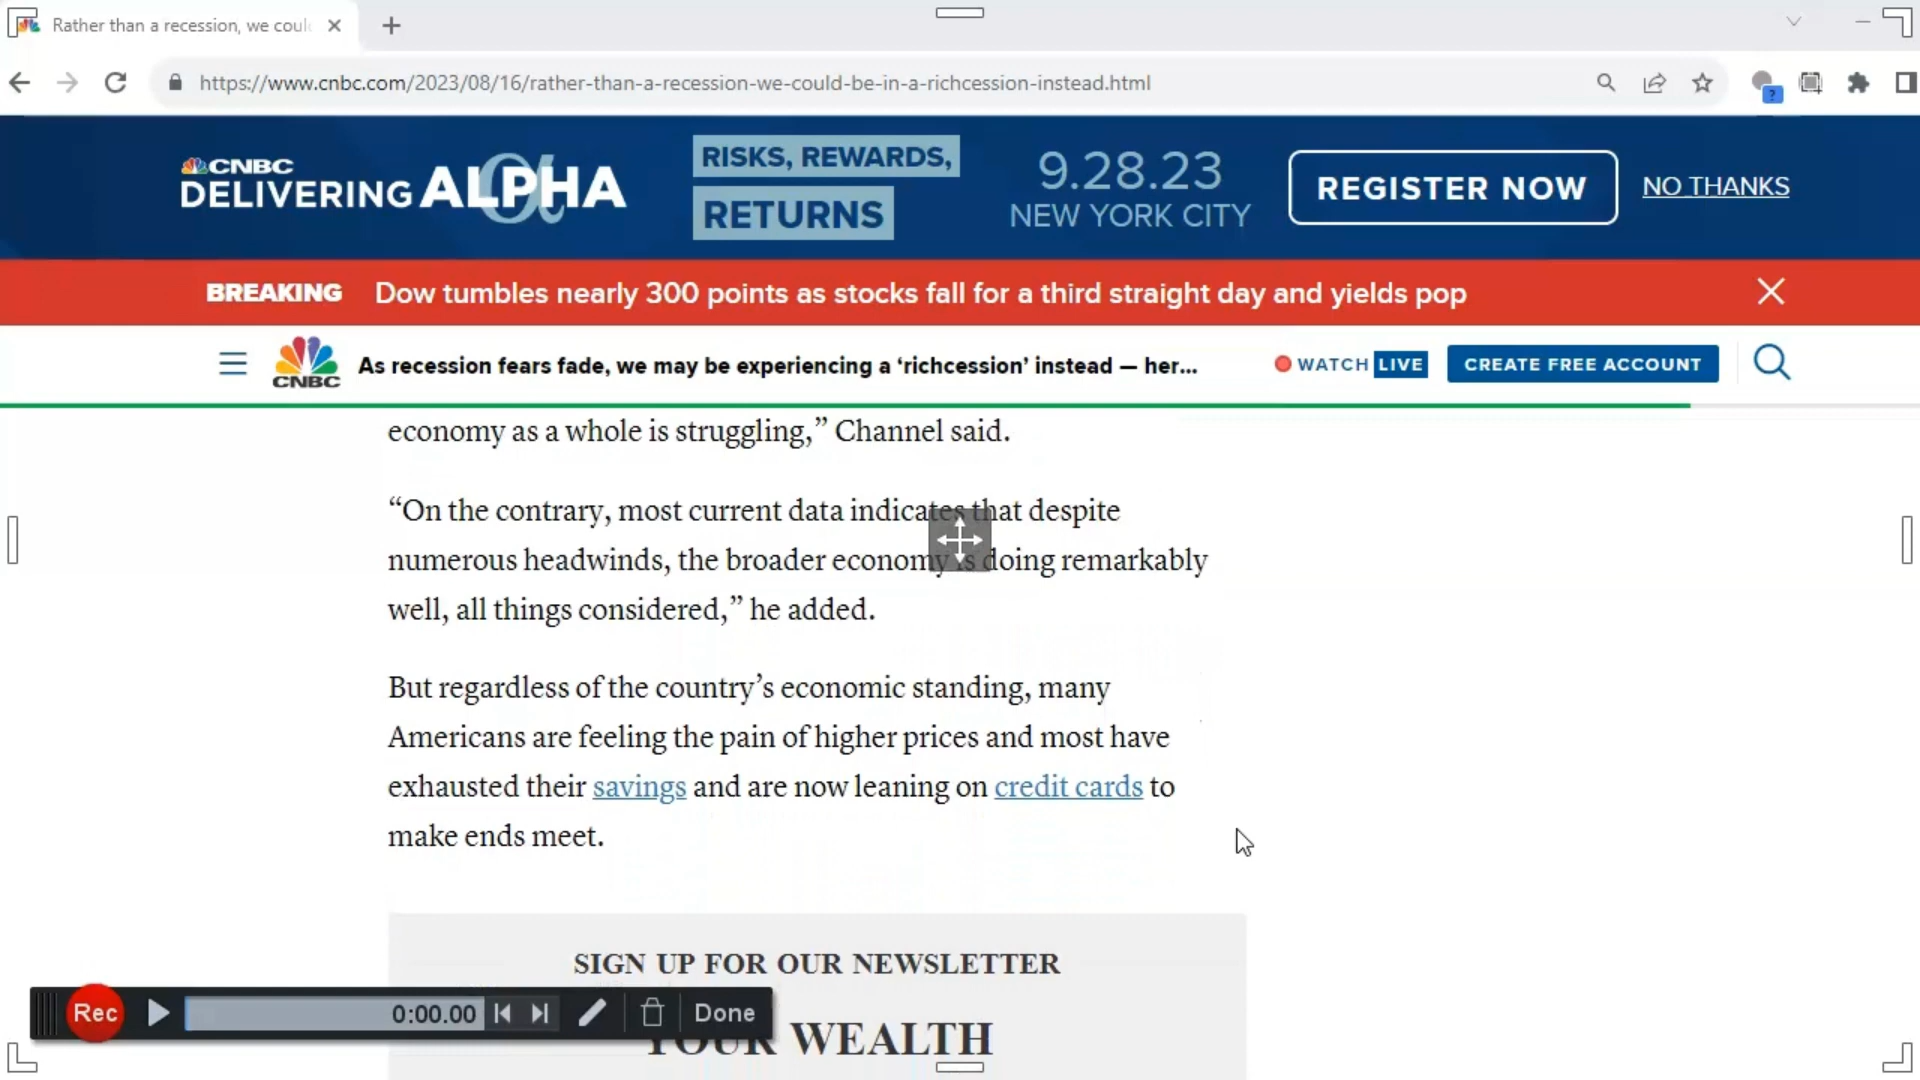 Rather than a recession, we coul
https://www.cnbc.com/2023/08/16/rather-than-a-recession-we-could-be-in-a-richcession-instead.html
?
CNBC
DELIVERING ALPHA
α
RISKS, REWARDS,
RETURNS
9.28.23
NEW YORK CITY
REGISTER NOW
NO THANKS
BREAKING Dow tumbles nearly 300 points as stocks fall for a third straight day and yields pop
CNBC
As recession fears fade, we may be experiencing a ‘richcession’ instead — her...
WATCH LIVE
CREATE FREE ACCOUNT
economy as a whole is struggling,” Channel said.
“On the contrary, most current data indicates that despite
numerous headwinds, the broader economy is doing remarkably
well, all things considered,” he added.
But regardless of the country’s economic standing, many
Americans are feeling the pain of higher prices and most have
exhausted their savings and are now leaning on credit cards to
make ends meet.
SIGN UP FOR OUR NEWSLETTER
YOUR WEALTH
Rec 0:00.00 Done